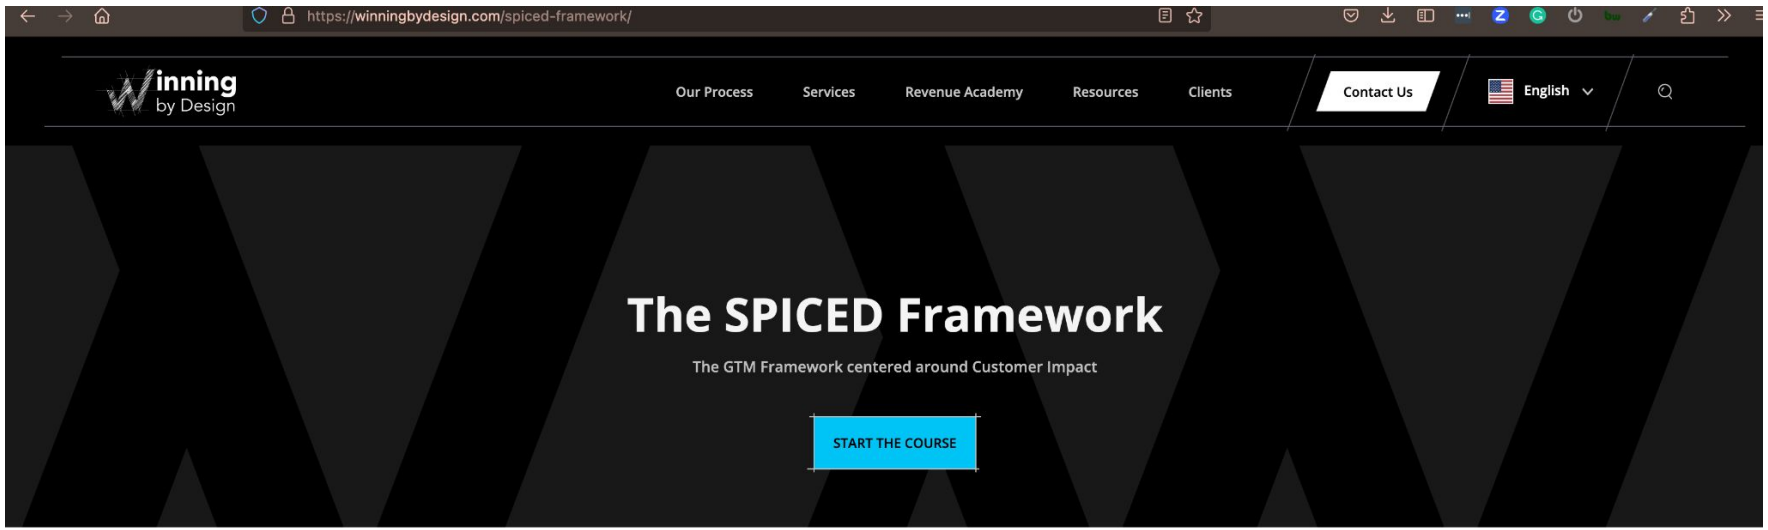 https://winningbydesign.com/spiced-framework/
Winning
by Design
Our Process Services Revenue Academy Resources Clients Contact Us English
The SPICED Framework
The GTM Framework centered around Customer Impact
START THE COURSE